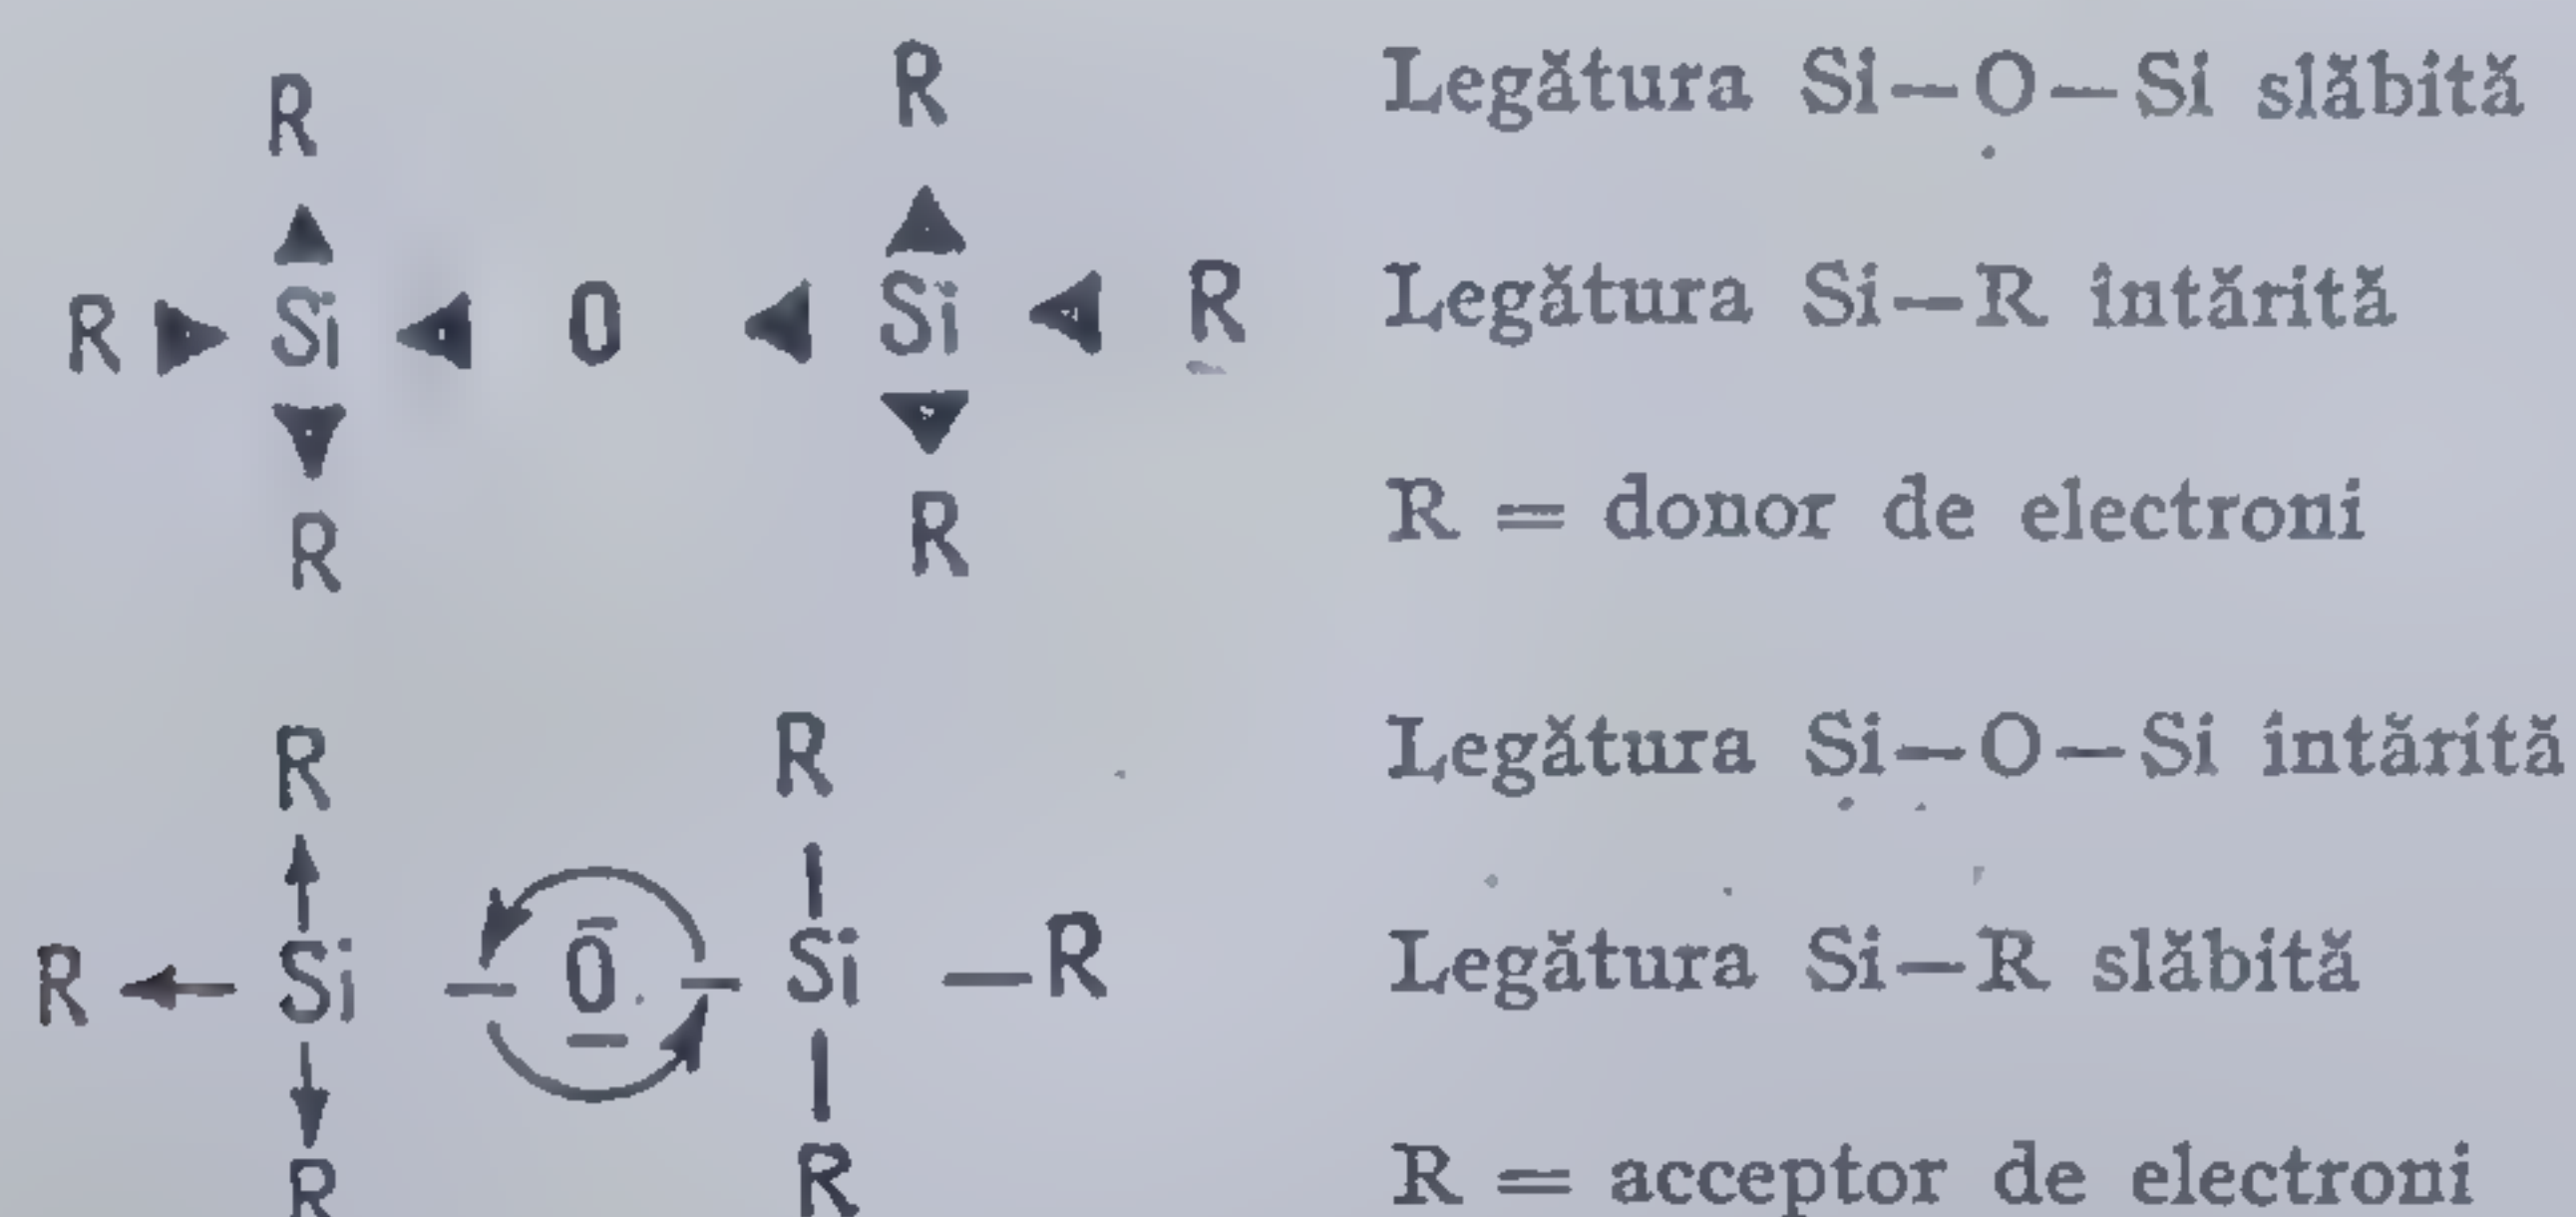 R R Legătura Si—O—Si slăbită
R Si O Si R Legătura Si—R întărită
R R R = donor de electroni
R R Legătura Si—O—Si întărită
R Si — O — Si —R Legătura Si—R slăbită
R R R = acceptor de electroni